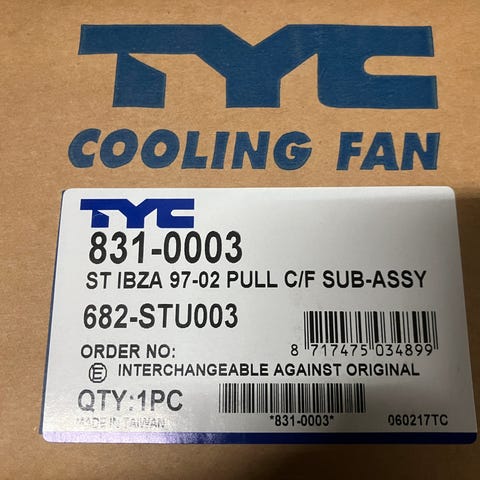 TYC
COOLING FAN
TYC
831-0003
ST IBZA 97-02 PULL C/F SUB-ASSY
682-STU003
8 717475 034899
ORDER NO:
E INTERCHANGEABLE AGAINST ORIGINAL
QTY:1PC
MADE IN TAIWAN
*831-0003*
060217TC